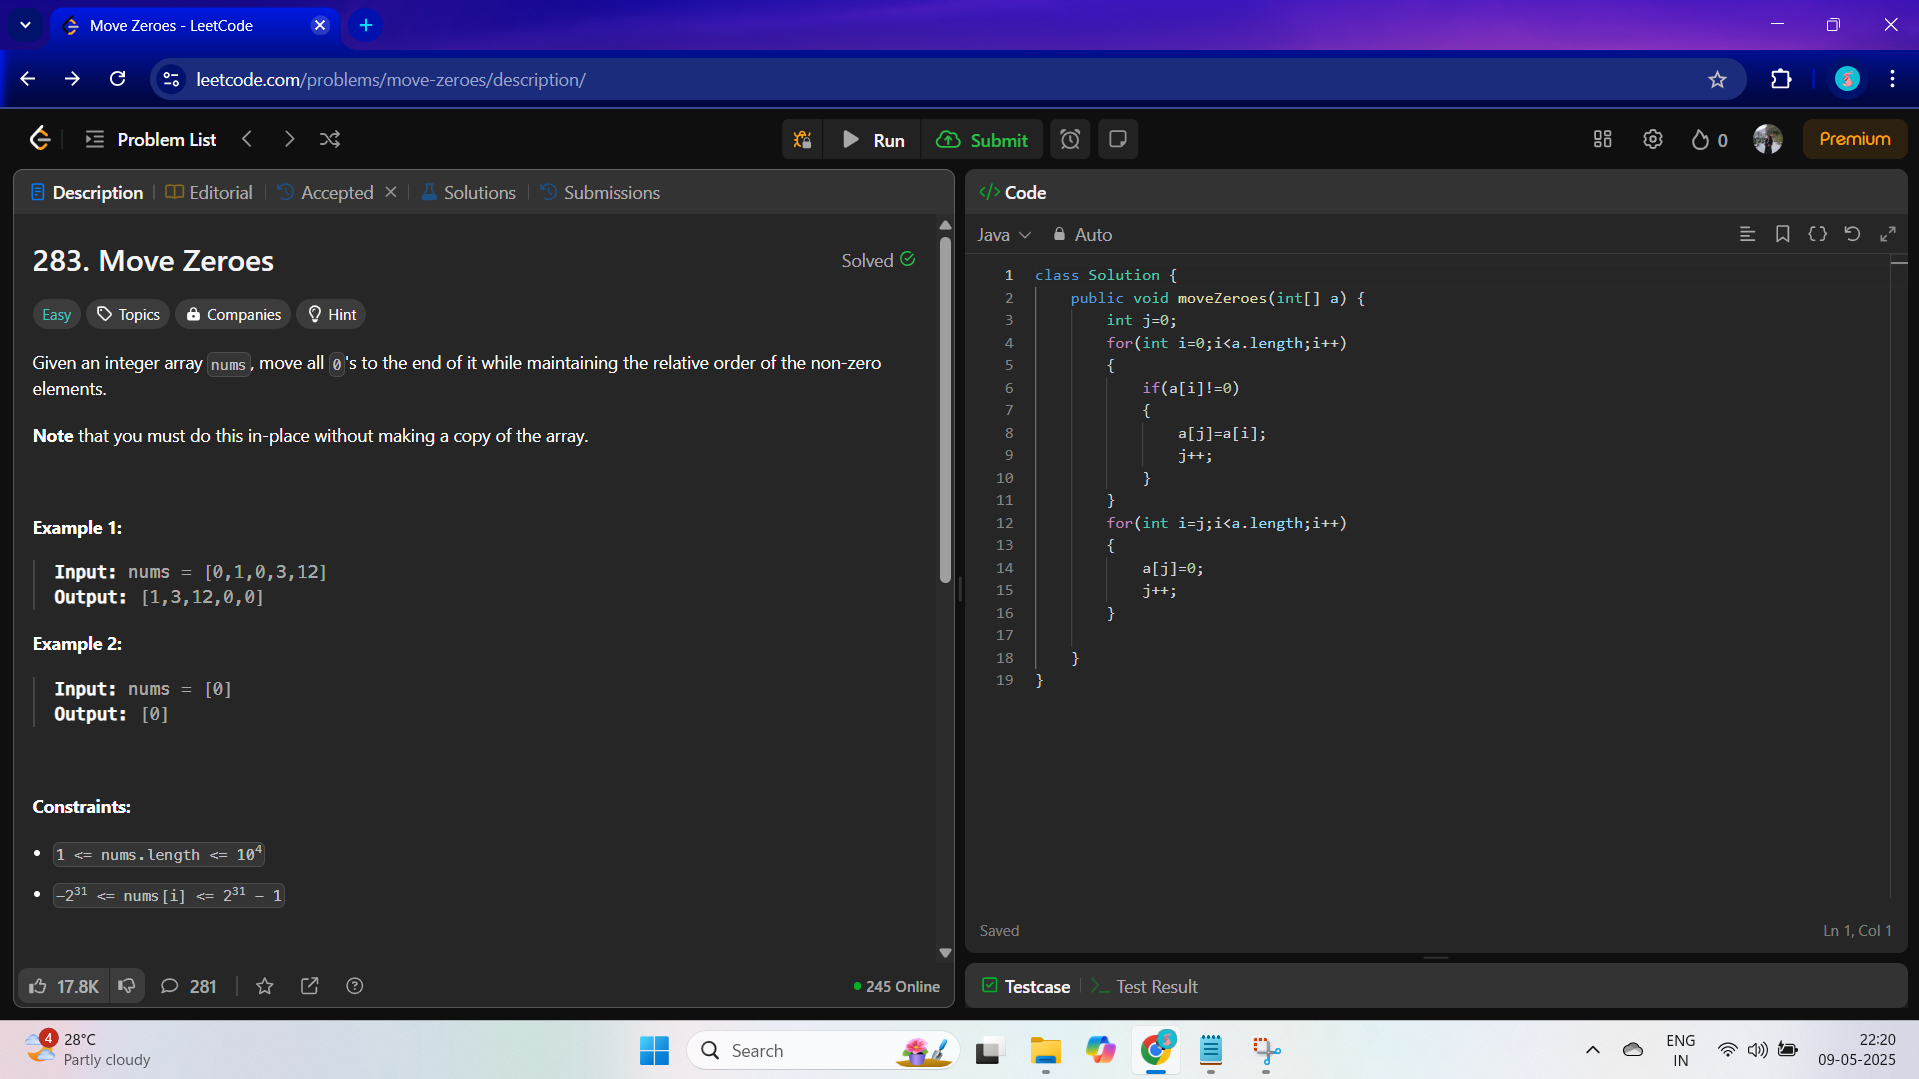 Move Zeroes - LeetCode
leetcode.com/problems/move-zeroes/description/
Problem List
Run
Submit
0
Premium
Description
Editorial
Accepted
Solutions
Submissions
283. Move Zeroes
Solved
Easy
Topics
Companies
Hint
Given an integer array nums, move all 0's to the end of it while maintaining the relative order of the non-zero
elements.
Note that you must do this in-place without making a copy of the array.
Example 1:
Input: nums = [0,1,0,3,12]
Output: [1,3,12,0,0]
Example 2:
Input: nums = [0]
Output: [0]
Constraints:
1 <= nums.length <= 10⁴
-2³¹ <= nums[i] <= 2³¹ - 1
17.8K
281
245 Online
</> Code
Java
Auto
1 class Solution {
2     public void moveZeroes(int[] a) {
3         int j=0;
4         for(int i=0;i<a.length;i++)
5         {
6             if(a[i]!=0)
7             {
8                 a[j]=a[i];
9                 j++;
10             }
11         }
12         for(int i=j;i<a.length;i++)
13         {
14             a[j]=0;
15             j++;
16         }
17
18     }
19 }
Saved
Ln 1, Col 1
Testcase
Test Result
4
28°C
Partly cloudy
Search
ENG
IN
22:20
09-05-2025